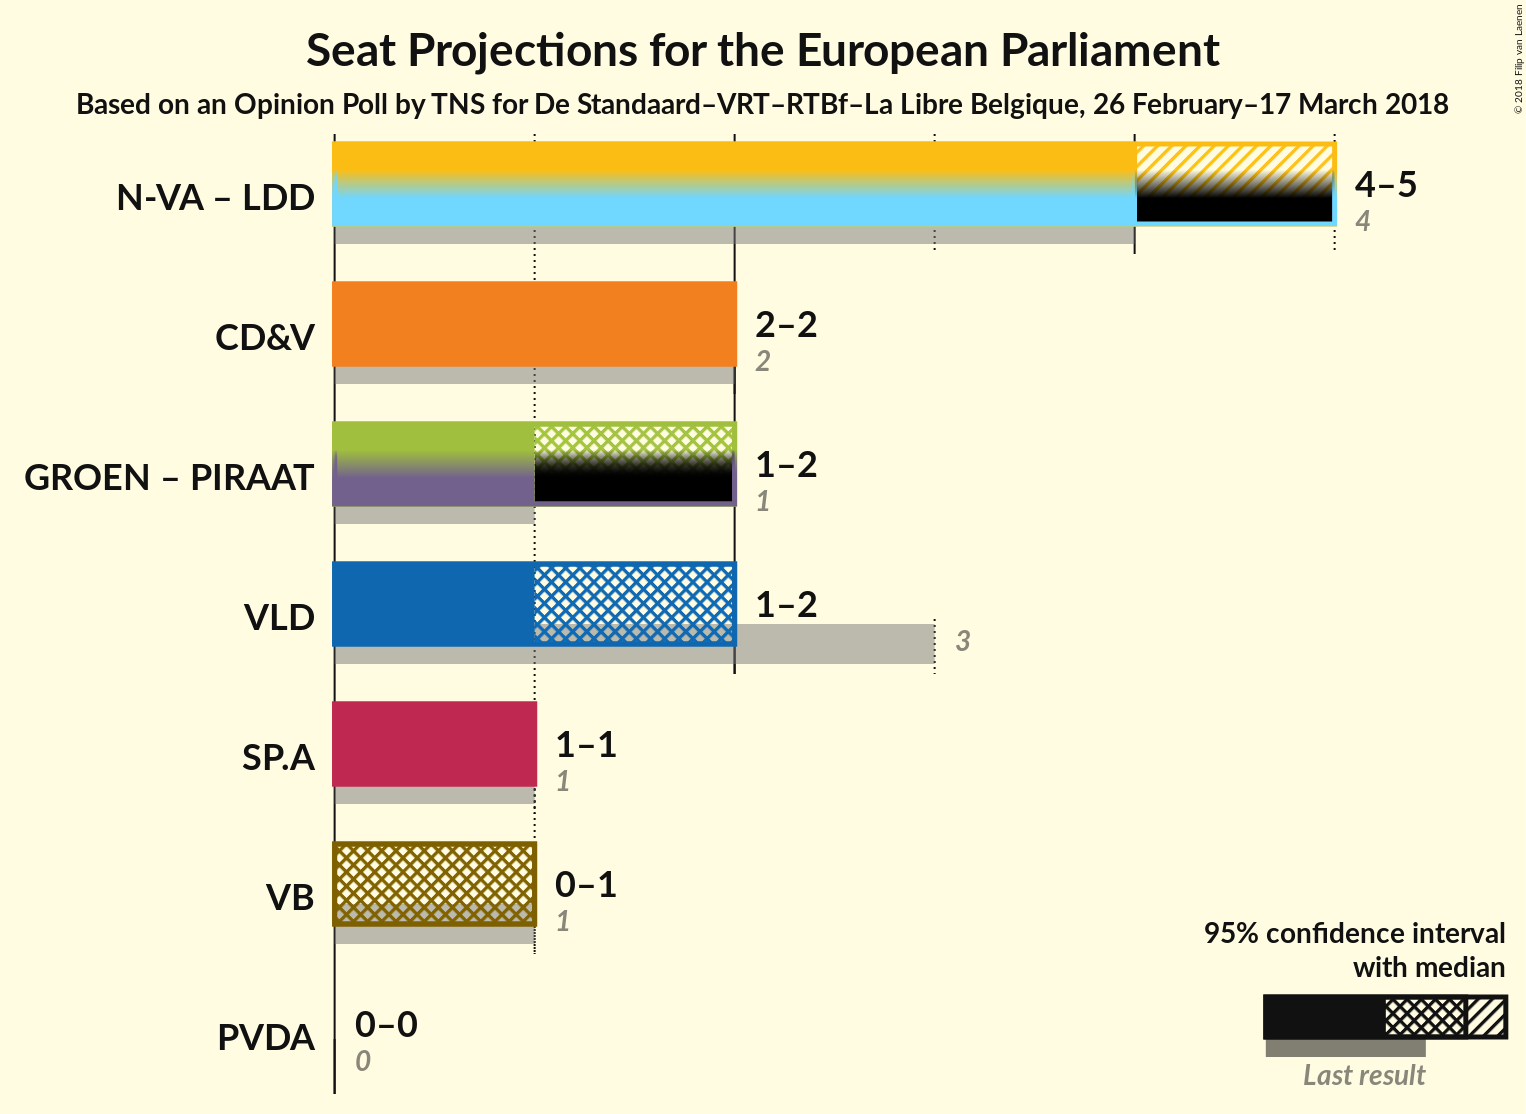 Seat Projections for the European Parliament
Based on an Opinion Poll by TNS for De Standaard–VRT–RTBf–La Libre Belgique, 26 February–17 March 2018
© 2018 Filip van Laenen
N-VA – LDD
4–5
4
CD&V
2–2
2
GROEN – PIRAAT
1–2
1
VLD
1–2
3
SP.A
1–1
1
VB
0–1
1
PVDA
0–0
0
95% confidence interval
with median
Last result